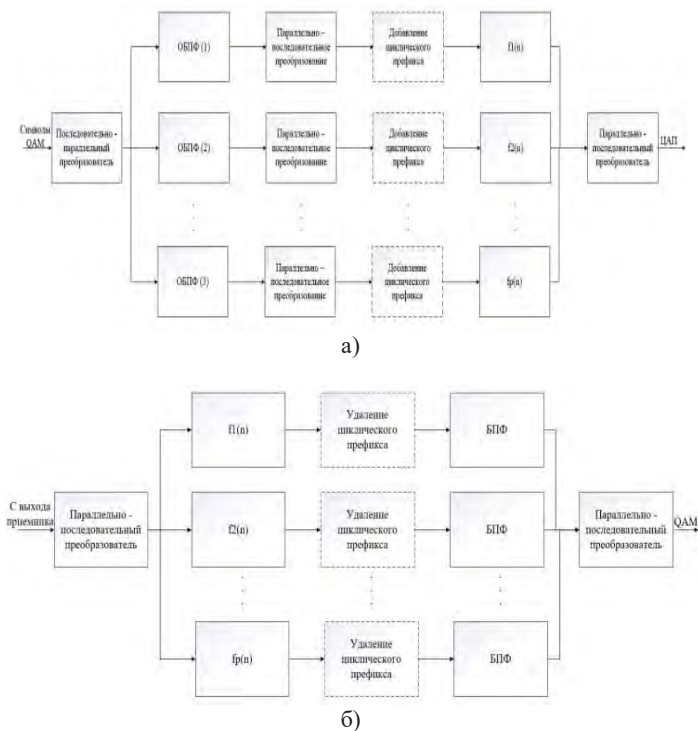 ОБПФ (1)
Параллельно –
последовательное
преобразование
Добавление
циклического
префикса
f1(n)
Символы
QAM
Последовательно -
параллельный
преобразователь
ОБПФ (2)
Параллельно –
последовательное
преобразование
Добавление
циклического
префикса
f2(n)
Параллельно –
последовательный
преобразователь
ЦАП
ОБПФ (3)
Параллельно –
последовательное
преобразование
Добавление
циклического
префикса
fp(n)
а)
f1(n)
Удаление
циклического
префикса
БПФ
С выхода
приемника
Параллельно -
последовательный
преобразователь
f2(n)
Удаление
циклического
префикса
БПФ
Параллельно –
последовательный
преобразователь
QAM
fp(n)
Удаление
циклического
префикса
БПФ
б)